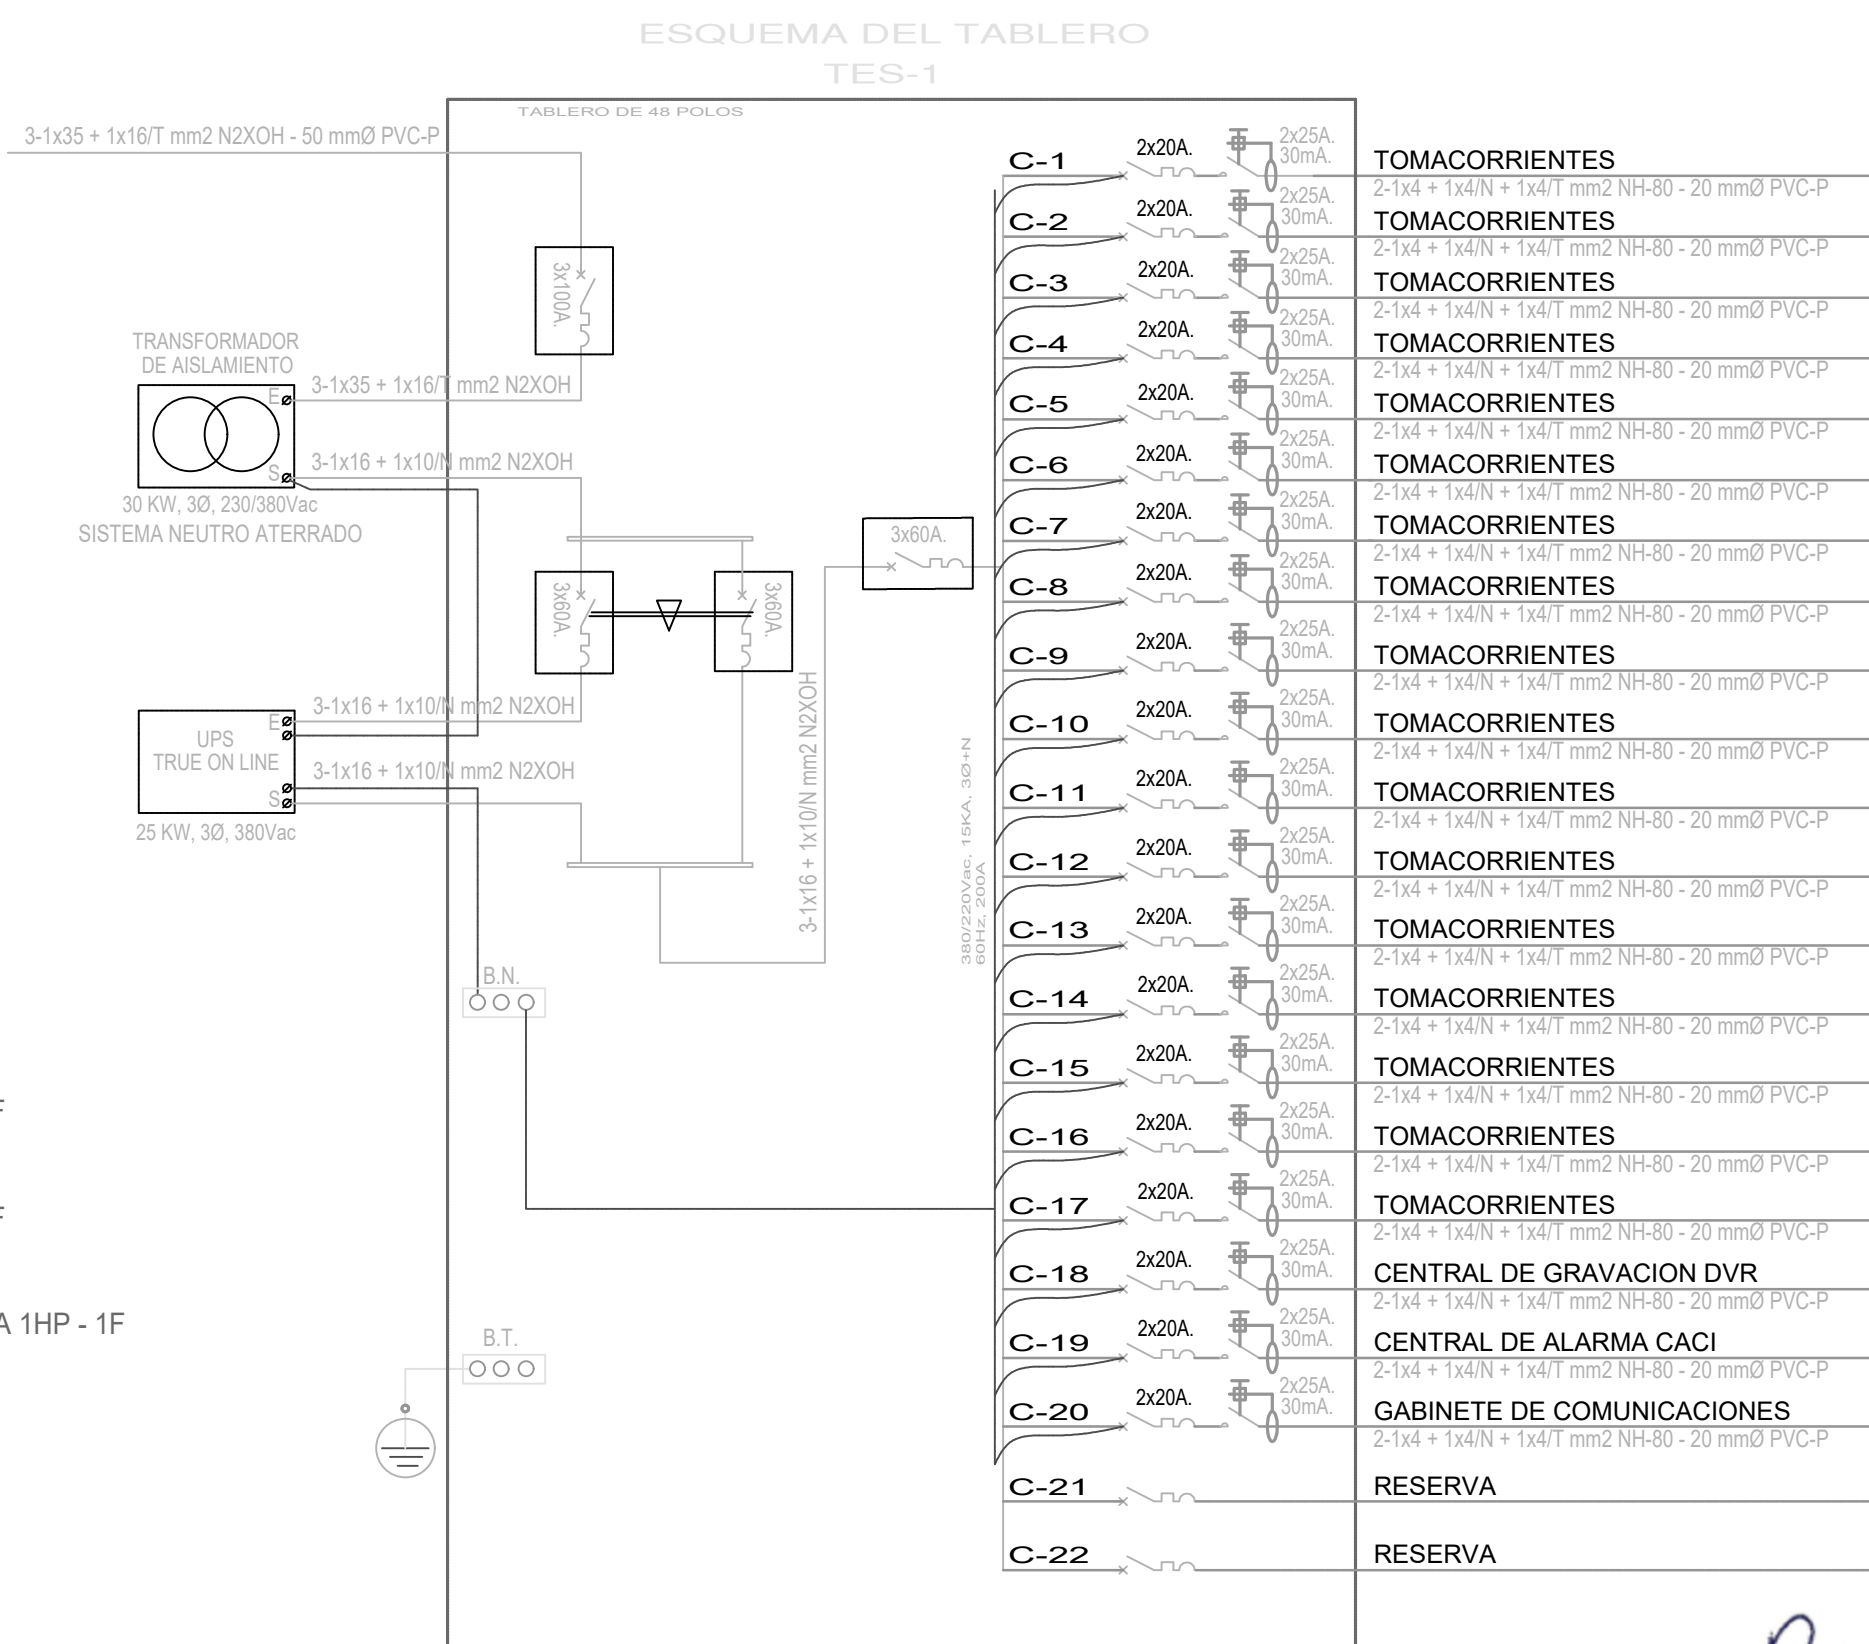 ESQUEMA DEL TABLERO
TES-1
TABLERO DE 48 POLOS
3-1x35 + 1x16/T mm2 N2XOH - 50 mmØ PVC-P
3x100A.
TRANSFORMADOR
DE AISLAMIENTO
E
3-1x35 + 1x16/T mm2 N2XOH
S
3-1x16 + 1x10/N mm2 N2XOH
30 KW, 3Ø, 230/380Vac
SISTEMA NEUTRO ATERRADO
3x60A.
3x60A.
3x60A.
UPS
TRUE ON LINE
E
3-1x16 + 1x10/N mm2 N2XOH
S
3-1x16 + 1x10/N mm2 N2XOH
25 KW, 3Ø, 380Vac
3-1x16 + 1x10/N mm2 N2XOH
380/220Vac, 15KA, 3Ø+N
60Hz, 200A
B.N.
B.T.
A 1HP - 1F
C-1 2x20A. 2x25A. 30mA. TOMACORRIENTES
2-1x4 + 1x4/N + 1x4/T mm2 NH-80 - 20 mmØ PVC-P
C-2 2x20A. 2x25A. 30mA. TOMACORRIENTES
2-1x4 + 1x4/N + 1x4/T mm2 NH-80 - 20 mmØ PVC-P
C-3 2x20A. 2x25A. 30mA. TOMACORRIENTES
2-1x4 + 1x4/N + 1x4/T mm2 NH-80 - 20 mmØ PVC-P
C-4 2x20A. 2x25A. 30mA. TOMACORRIENTES
2-1x4 + 1x4/N + 1x4/T mm2 NH-80 - 20 mmØ PVC-P
C-5 2x20A. 2x25A. 30mA. TOMACORRIENTES
2-1x4 + 1x4/N + 1x4/T mm2 NH-80 - 20 mmØ PVC-P
C-6 2x20A. 2x25A. 30mA. TOMACORRIENTES
2-1x4 + 1x4/N + 1x4/T mm2 NH-80 - 20 mmØ PVC-P
C-7 2x20A. 2x25A. 30mA. TOMACORRIENTES
2-1x4 + 1x4/N + 1x4/T mm2 NH-80 - 20 mmØ PVC-P
C-8 2x20A. 2x25A. 30mA. TOMACORRIENTES
2-1x4 + 1x4/N + 1x4/T mm2 NH-80 - 20 mmØ PVC-P
C-9 2x20A. 2x25A. 30mA. TOMACORRIENTES
2-1x4 + 1x4/N + 1x4/T mm2 NH-80 - 20 mmØ PVC-P
C-10 2x20A. 2x25A. 30mA. TOMACORRIENTES
2-1x4 + 1x4/N + 1x4/T mm2 NH-80 - 20 mmØ PVC-P
C-11 2x20A. 2x25A. 30mA. TOMACORRIENTES
2-1x4 + 1x4/N + 1x4/T mm2 NH-80 - 20 mmØ PVC-P
C-12 2x20A. 2x25A. 30mA. TOMACORRIENTES
2-1x4 + 1x4/N + 1x4/T mm2 NH-80 - 20 mmØ PVC-P
C-13 2x20A. 2x25A. 30mA. TOMACORRIENTES
2-1x4 + 1x4/N + 1x4/T mm2 NH-80 - 20 mmØ PVC-P
C-14 2x20A. 2x25A. 30mA. TOMACORRIENTES
2-1x4 + 1x4/N + 1x4/T mm2 NH-80 - 20 mmØ PVC-P
C-15 2x20A. 2x25A. 30mA. TOMACORRIENTES
2-1x4 + 1x4/N + 1x4/T mm2 NH-80 - 20 mmØ PVC-P
C-16 2x20A. 2x25A. 30mA. TOMACORRIENTES
2-1x4 + 1x4/N + 1x4/T mm2 NH-80 - 20 mmØ PVC-P
C-17 2x20A. 2x25A. 30mA. TOMACORRIENTES
2-1x4 + 1x4/N + 1x4/T mm2 NH-80 - 20 mmØ PVC-P
C-18 2x20A. 2x25A. 30mA. CENTRAL DE GRAVACION DVR
2-1x4 + 1x4/N + 1x4/T mm2 NH-80 - 20 mmØ PVC-P
C-19 2x20A. 2x25A. 30mA. CENTRAL DE ALARMA CACI
2-1x4 + 1x4/N + 1x4/T mm2 NH-80 - 20 mmØ PVC-P
C-20 2x20A. 2x25A. 30mA. GABINETE DE COMUNICACIONES
2-1x4 + 1x4/N + 1x4/T mm2 NH-80 - 20 mmØ PVC-P
C-21 RESERVA
C-22 RESERVA